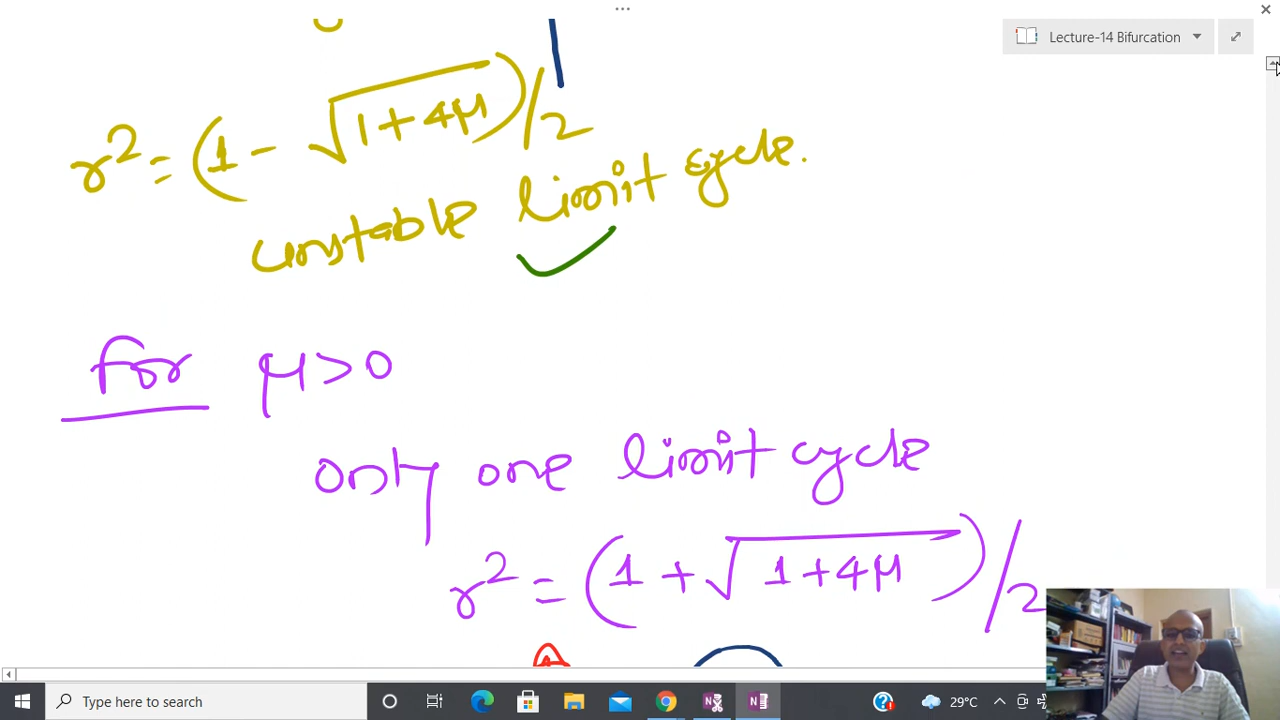 Lecture-14 Bifurcation
r² = (1 - √1+4μ)/2
unstable limit cycle.
For μ>0
only one limit cycle
r² = (1 + √1+4μ)/2
Type here to search
29°C